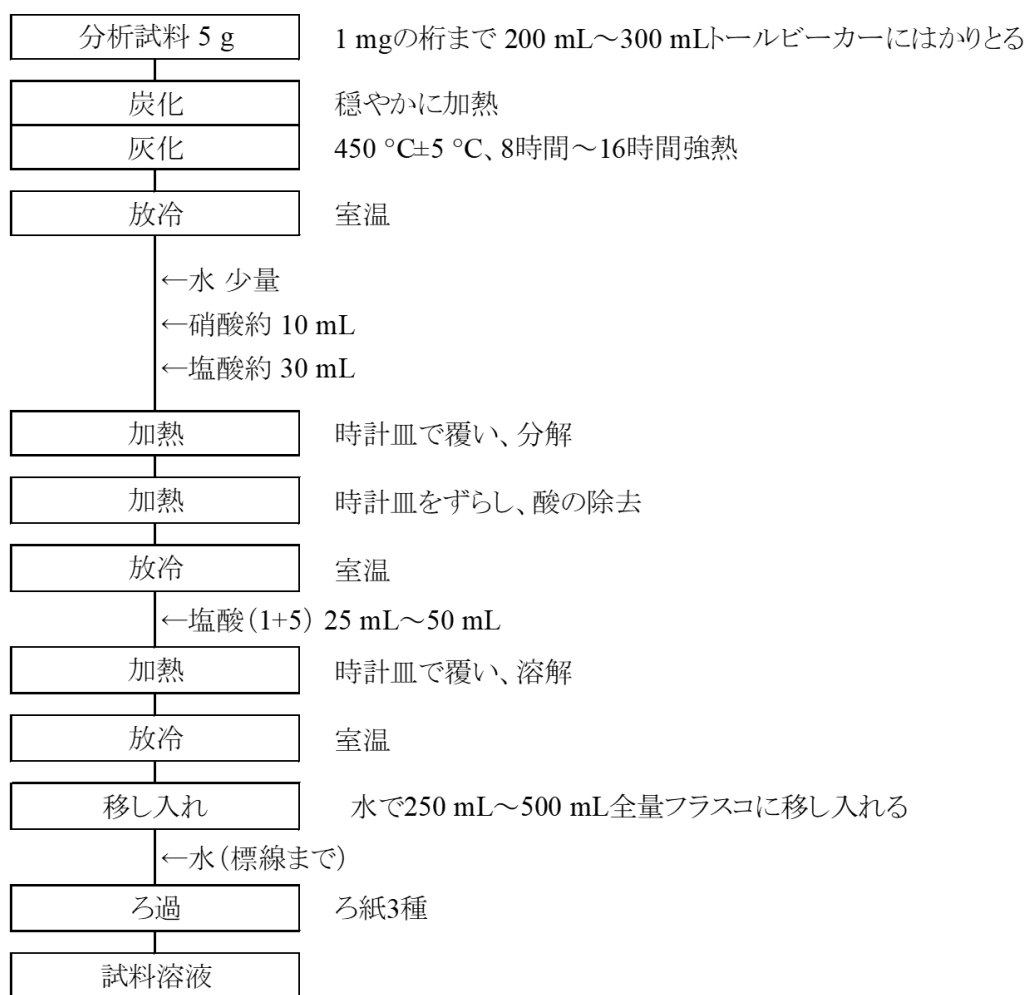 分析試料 5 g 1 mgの桁まで 200 mL～300 mLトールビーカーにはかりとる
炭化 穏やかに加熱
灰化 450 °C±5 °C、8時間～16時間強熱
放冷 室温
←水 少量
←硝酸約 10 mL
←塩酸約 30 mL
加熱 時計皿で覆い、分解
加熱 時計皿をずらし、酸の除去
放冷 室温
←塩酸（1+5） 25 mL～50 mL
加熱 時計皿で覆い、溶解
放冷 室温
移し入れ 水で250 mL～500 mL全量フラスコに移し入れる
←水（標線まで）
ろ過 ろ紙3種
試料溶液